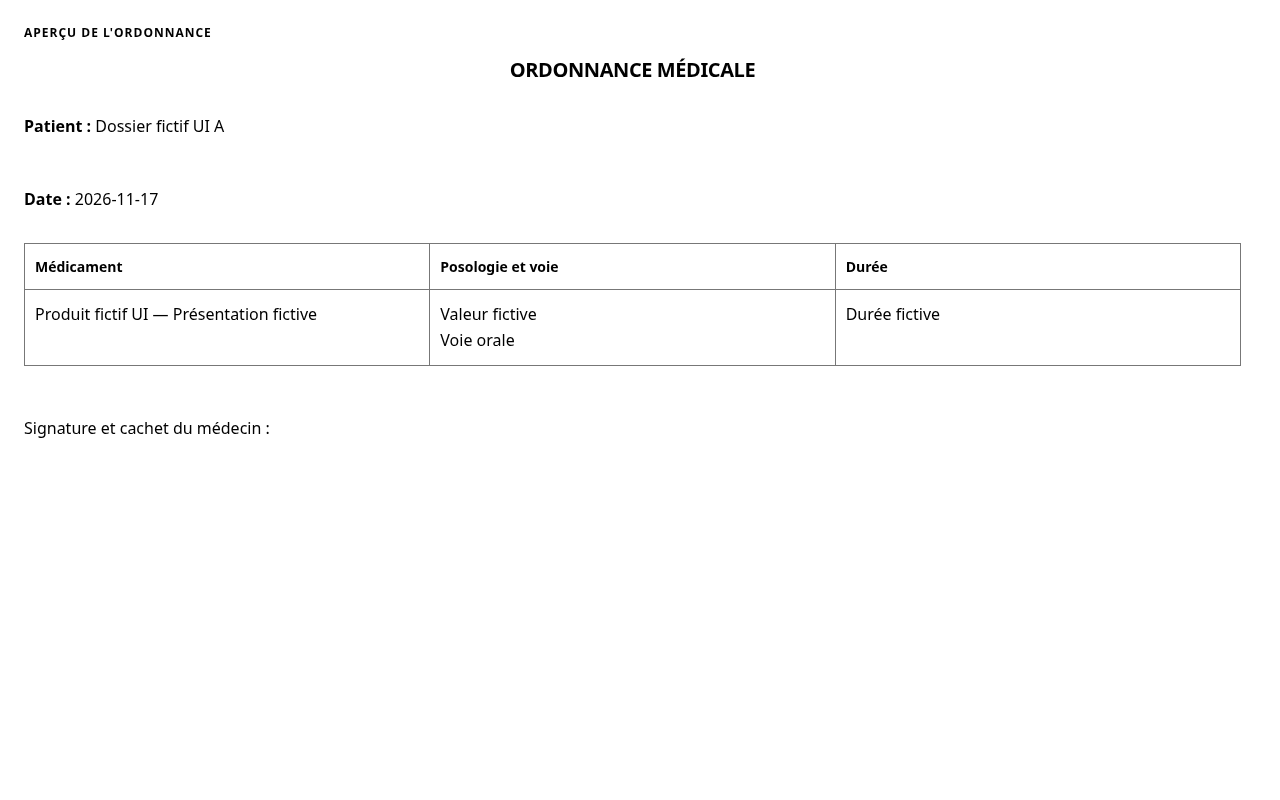 APERÇU DE L'ORDONNANCE
ORDONNANCE MÉDICALE
Patient : Dossier fictif UI A
Date : 2026-11-17
Médicament
Posologie et voie
Durée
Produit fictif UI — Présentation fictive
Valeur fictive
Voie orale
Durée fictive
Signature et cachet du médecin :